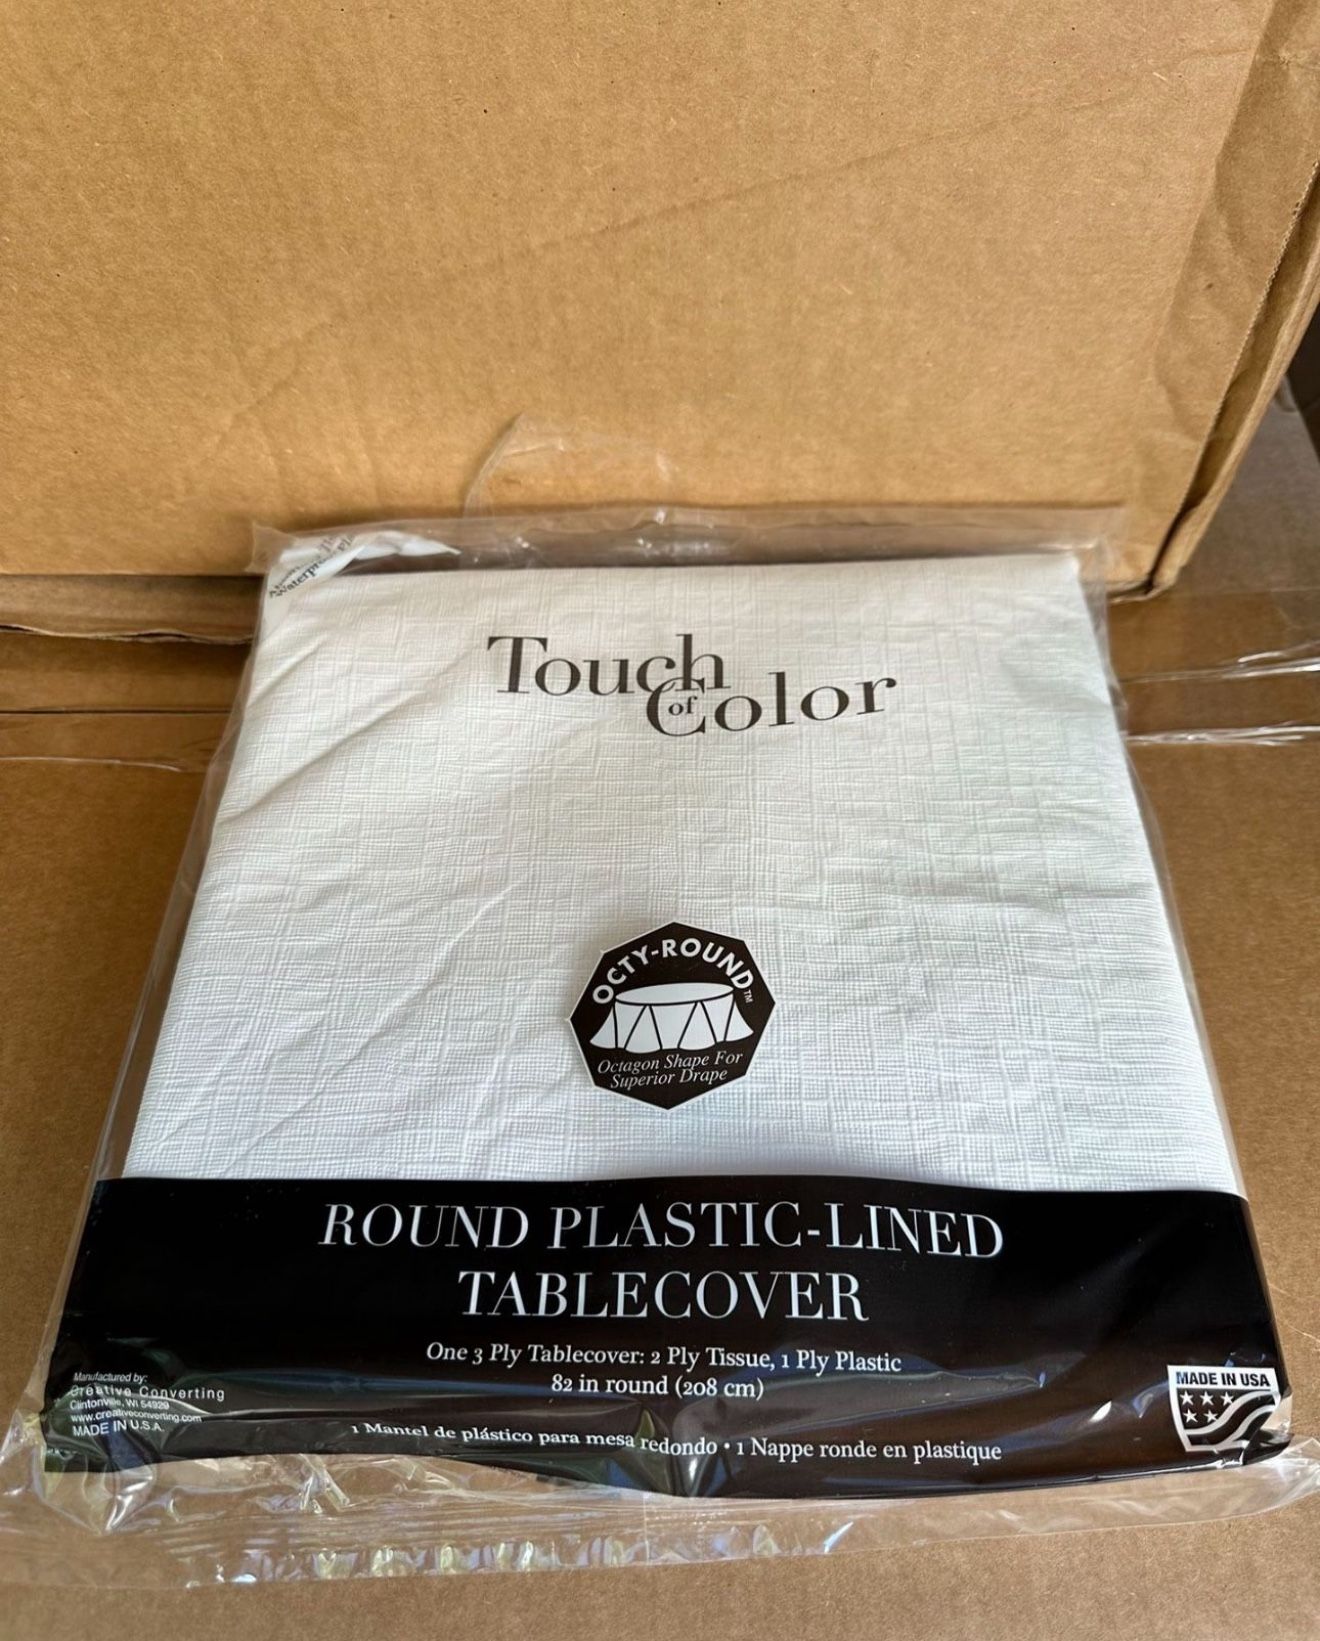 Waterpro
Touch
of
Color
OCTY-ROUND™
Octagon Shape For
Superior Drape
ROUND PLASTIC-LINED
TABLECOVER
One 3 Ply Tablecover: 2 Ply Tissue, 1 Ply Plastic
82 in round (208 cm)
1 Mantel de plástico para mesa redondo • 1 Nappe ronde en plastique
Manufactured by:
Creative Converting
Clintonville, WI 54929
www.creativeconverting.com
MADE IN U.S.A.
MADE IN USA